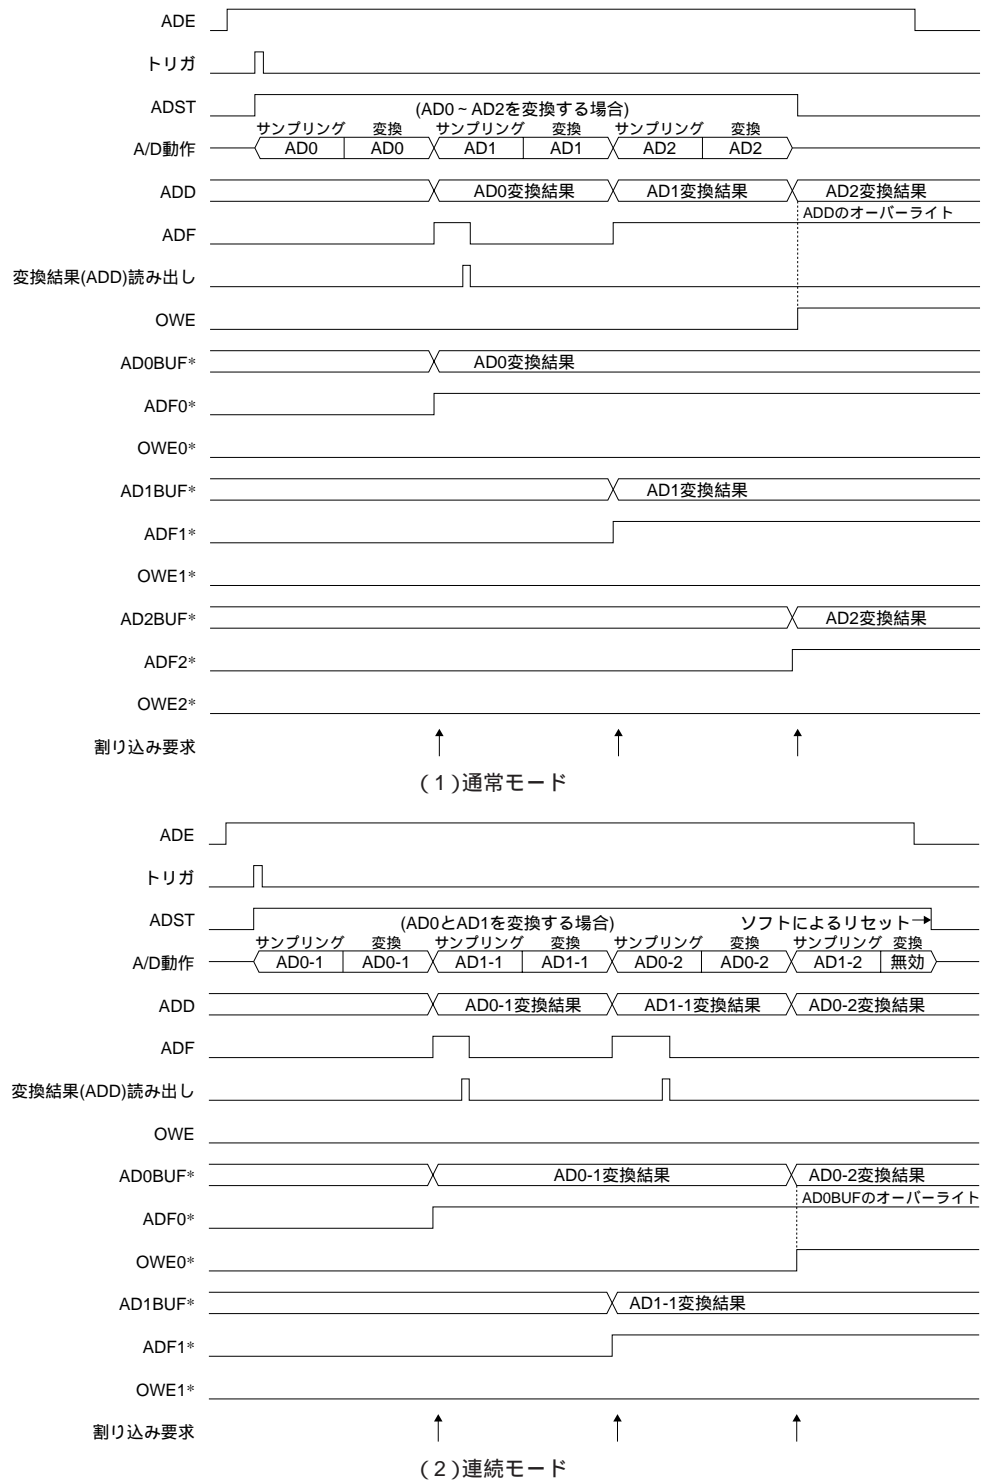 ADE
トリガ
ADST
(AD0～AD2を変換する場合)
サンプリング 変換 サンプリング 変換 サンプリング 変換
A/D動作 AD0 AD0 AD1 AD1 AD2 AD2
ADD AD0変換結果 AD1変換結果 AD2変換結果
ADDのオーバーライト
ADF
変換結果(ADD)読み出し
OWE
AD0BUF* AD0変換結果
ADF0*
OWE0*
AD1BUF* AD1変換結果
ADF1*
OWE1*
AD2BUF* AD2変換結果
ADF2*
OWE2*
割り込み要求
(1)通常モード
ADE
トリガ
ADST (AD0とAD1を変換する場合) ソフトによるリセット
サンプリング 変換 サンプリング 変換 サンプリング 変換 サンプリング 変換
A/D動作 AD0-1 AD0-1 AD1-1 AD1-1 AD0-2 AD0-2 AD1-2 無効
ADD AD0-1変換結果 AD1-1変換結果 AD0-2変換結果
ADF
変換結果(ADD)読み出し
OWE
AD0BUF* AD0-1変換結果 AD0-2変換結果
AD0BUFのオーバーライト
ADF0*
OWE0*
AD1BUF* AD1-1変換結果
ADF1*
OWE1*
割り込み要求
(2)連続モード